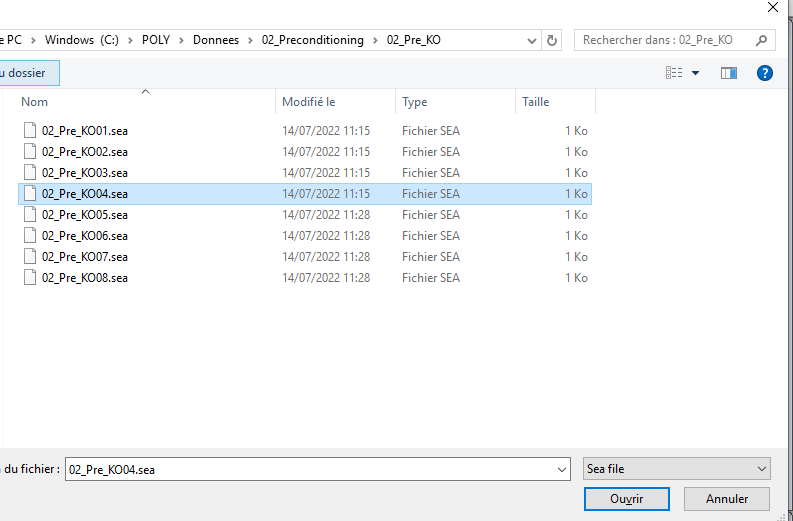 e PC > Windows (C:) > POLY > Donnees > 02_Preconditioning > 02_Pre_KO
Rechercher dans : 02_Pre_KO
u dossier
Nom Modifié le Type Taille
02_Pre_KO01.sea 14/07/2022 11:15 Fichier SEA 1 Ko
02_Pre_KO02.sea 14/07/2022 11:15 Fichier SEA 1 Ko
02_Pre_KO03.sea 14/07/2022 11:15 Fichier SEA 1 Ko
02_Pre_KO04.sea 14/07/2022 11:15 Fichier SEA 1 Ko
02_Pre_KO05.sea 14/07/2022 11:28 Fichier SEA 1 Ko
02_Pre_KO06.sea 14/07/2022 11:28 Fichier SEA 1 Ko
02_Pre_KO07.sea 14/07/2022 11:28 Fichier SEA 1 Ko
02_Pre_KO08.sea 14/07/2022 11:28 Fichier SEA 1 Ko
du fichier : 02_Pre_KO04.sea Sea file
Ouvrir Annuler